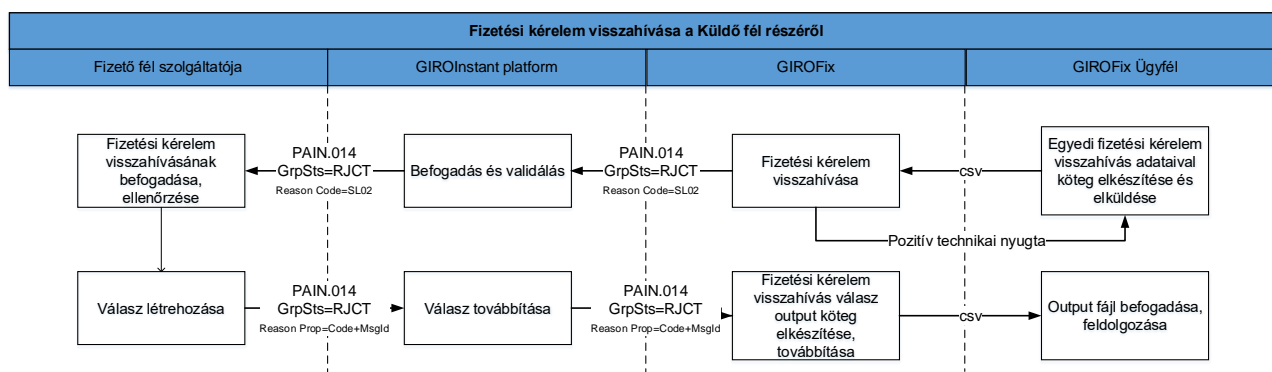 Fizetési kérelem visszahívása a Küldő fél részéről
Fizető fél szolgáltatója
GIROInstant platform
GIROFix
GIROFix Ügyfél
Fizetési kérelem
visszahívásának
befogadása,
ellenőrzése
PAIN.014
GrpSts=RJCT
Reason Code=SL02
Befogadás és validálás
PAIN.014
GrpSts=RJCT
Reason Code=SL02
Fizetési kérelem
visszahívása
csv
Egyedi fizetési kérelem
visszahívás adataival
köteg elkészítése és
elküldése
Pozitív technikai nyugta
Válasz létrehozása
PAIN.014
GrpSts=RJCT
Reason Prop=Code+MsgId
Válasz továbbítása
PAIN.014
GrpSts=RJCT
Reason Prop=Code+MsgId
Fizetési kérelem
visszahívás válasz
output köteg
elkészítése,
továbbítása
csv
Output fájl befogadása,
feldolgozása